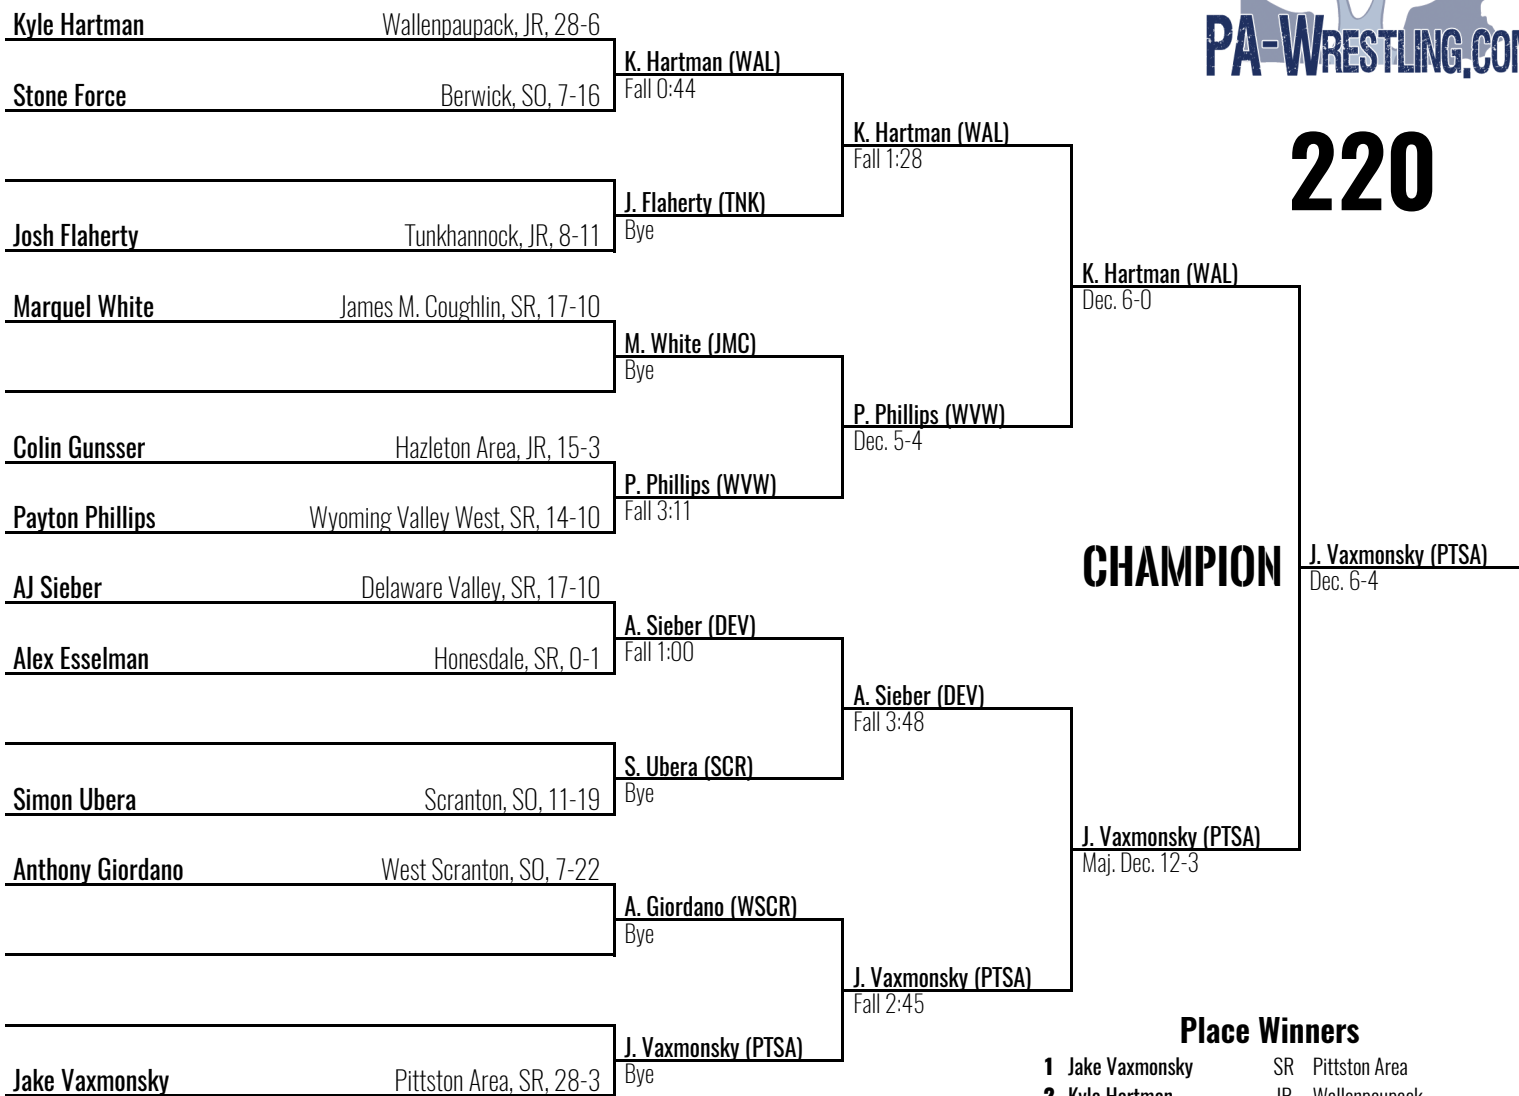 Kyle Hartman Wallenpaupack, JR, 28-6
PA-WRESTLING.CO
K. Hartman (WAL)
Fall 0:44
Stone Force Berwick, SO, 7-16
K. Hartman (WAL)
Fall 1:28
220
J. Flaherty (TNK)
Bye
Josh Flaherty Tunkhannock, JR, 8-11
K. Hartman (WAL)
Dec. 6-0
Marquel White James M. Coughlin, SR, 17-10
M. White (JMC)
Bye
P. Phillips (WVW)
Dec. 5-4
Colin Gunsser Hazleton Area, JR, 15-3
P. Phillips (WVW)
Fall 3:11
Payton Phillips Wyoming Valley West, SR, 14-10
CHAMPION J. Vaxmonsky (PTSA)
Dec. 6-4
AJ Sieber Delaware Valley, SR, 17-10
A. Sieber (DEV)
Fall 1:00
Alex Esselman Honesdale, SR, 0-1
A. Sieber (DEV)
Fall 3:48
S. Ubera (SCR)
Bye
Simon Ubera Scranton, SO, 11-19
J. Vaxmonsky (PTSA)
Maj. Dec. 12-3
Anthony Giordano West Scranton, SO, 7-22
A. Giordano (WSCR)
Bye
J. Vaxmonsky (PTSA)
Fall 2:45
J. Vaxmonsky (PTSA)
Bye
Jake Vaxmonsky Pittston Area, SR, 28-3
Place Winners
1 Jake Vaxmonsky SR Pittston Area
2 Kyle Hartman JR Wallenpaupack